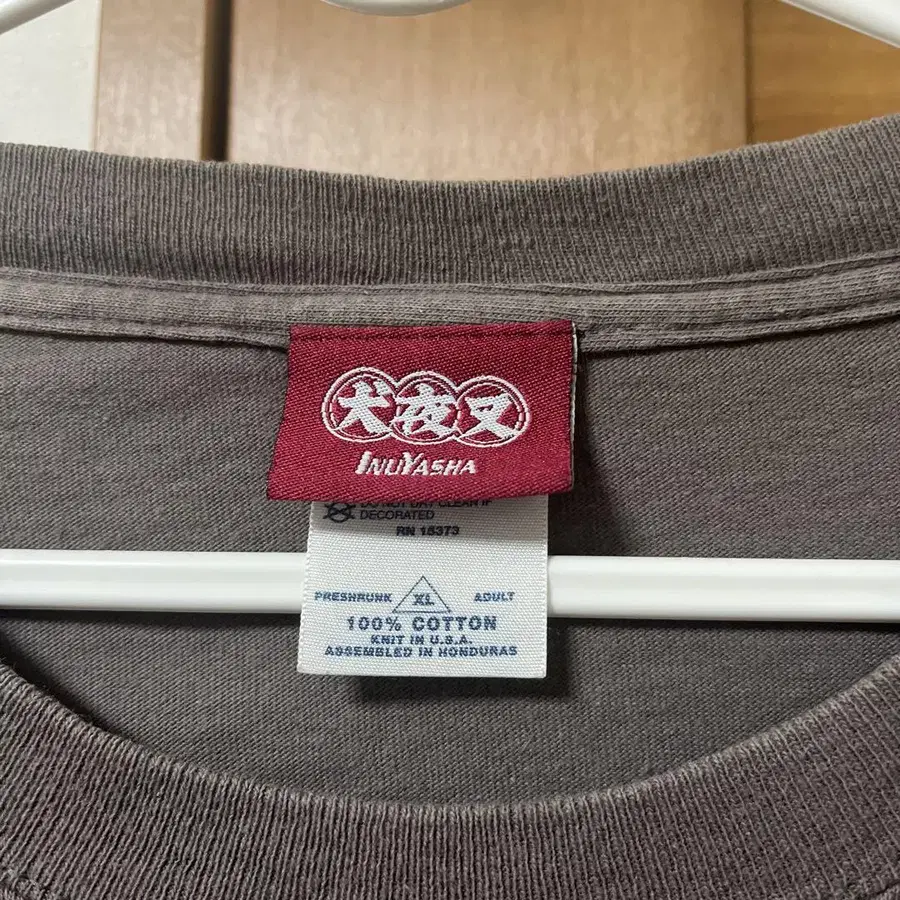 犬夜叉
INUYASHA
DO NOT DRY CLEAN IF
DECORATED
RN 15373
PRESHRUNK XL ADULT
100% COTTON
KNIT IN U.S.A.
ASSEMBLED IN HONDURAS